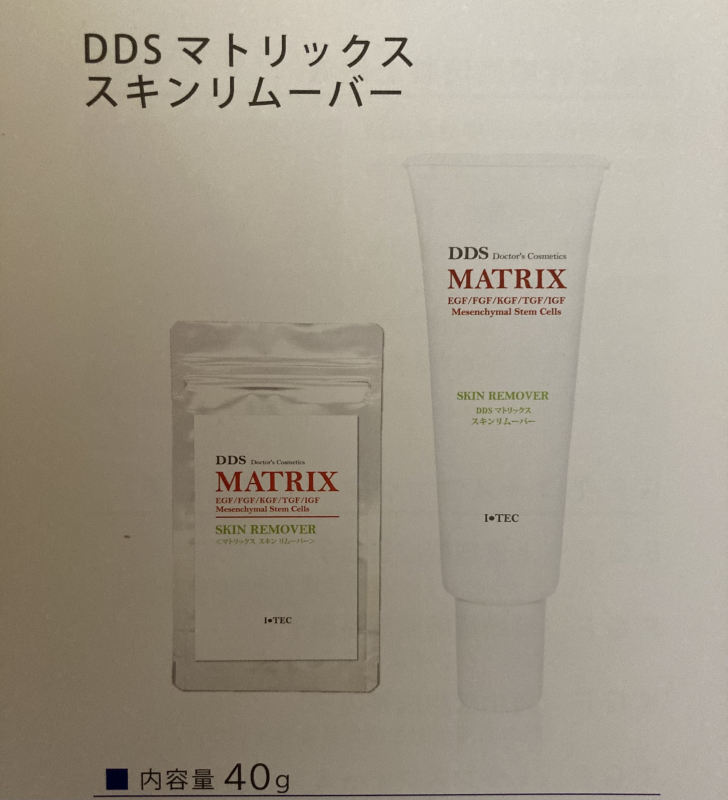 DDS マトリックス
スキンリムーバー
DDS Doctor's Cosmetics
MATRIX
EGF/FGF/KGF/TGF/IGF
Mesenchymal Stem Cells
SKIN REMOVER
DDS マトリックス
スキンリムーバー
I●TEC
DDS Doctor's Cosmetics
MATRIX
EGF/FGF/KGF/TGF/IGF
Mesenchymal Stem Cells
SKIN REMOVER
<マトリックス スキン リムーバー>
I●TEC
■ 内容量 40g